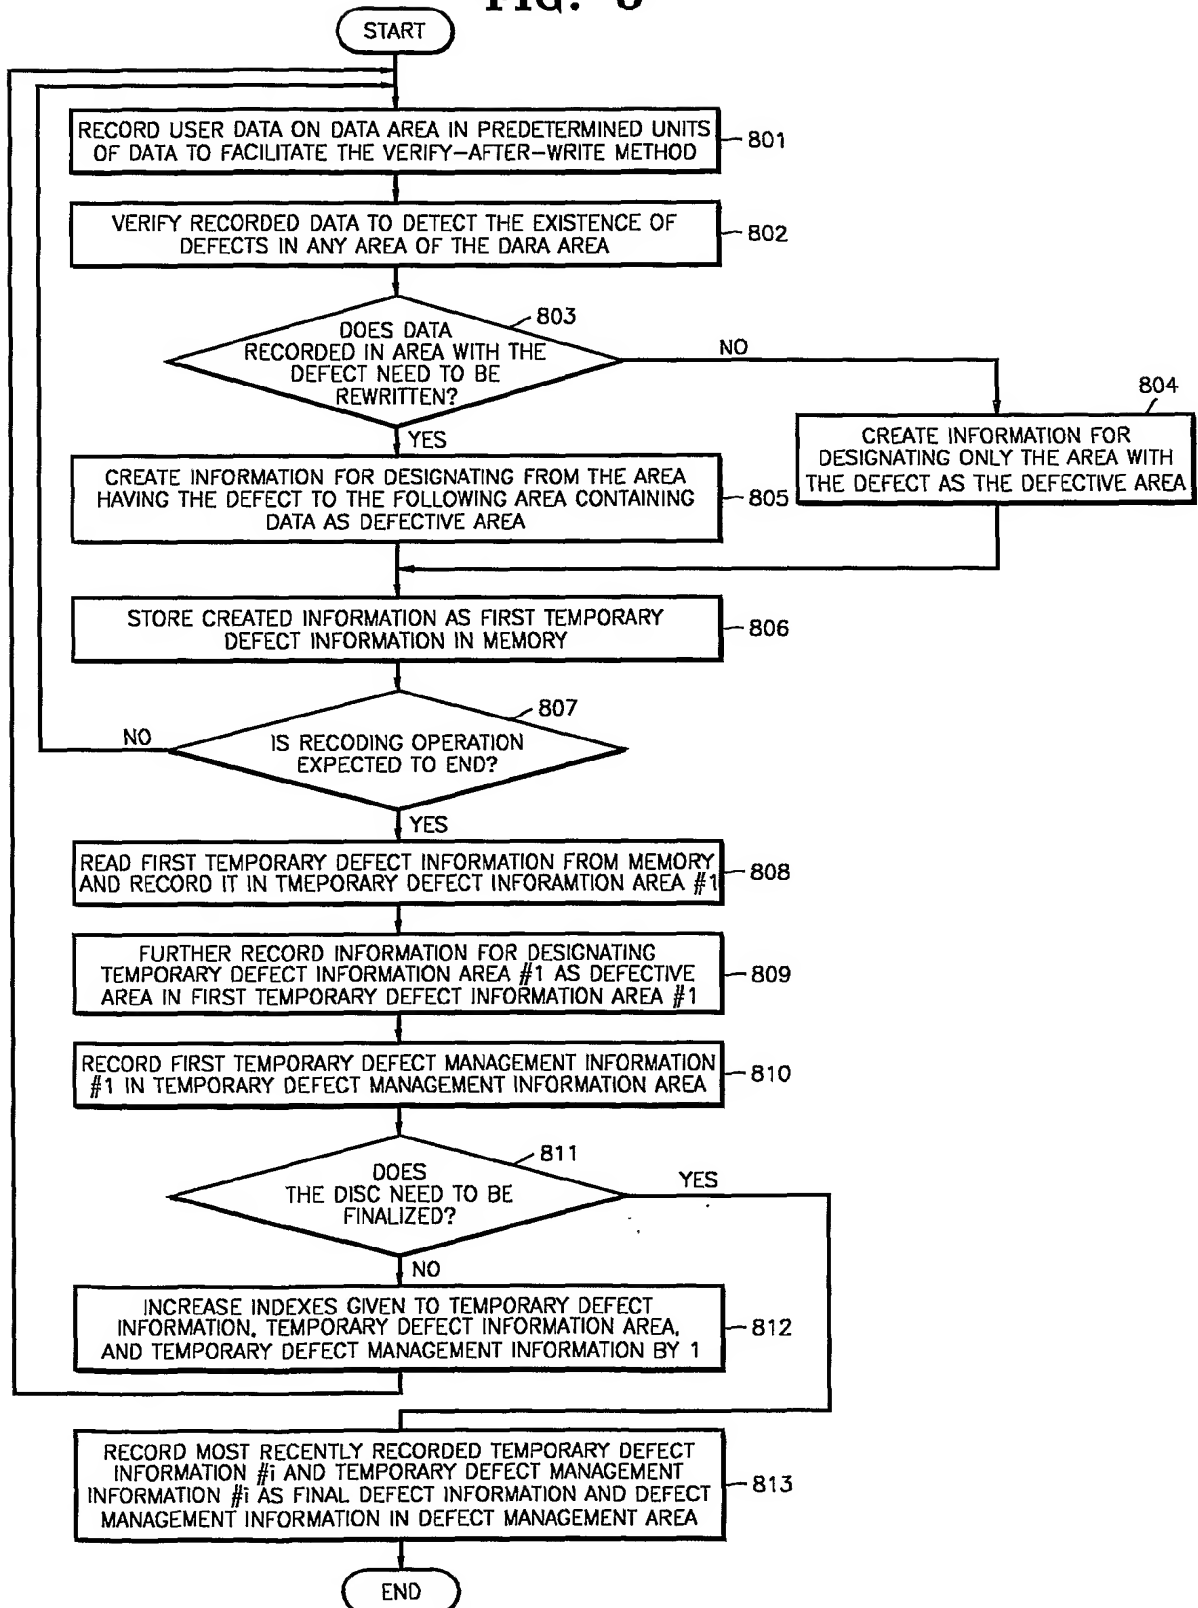 START
RECORD USER DATA ON DATA AREA IN PREDETERMINED UNITS
OF DATA TO FACILITATE THE VERIFY-AFTER-WRITE METHOD
801
VERIFY RECORDED DATA TO DETECT THE EXISTENCE OF
DEFECTS IN ANY AREA OF THE DARA AREA
802
803
DOES DATA
RECORDED IN AREA WITH THE
DEFECT NEED TO BE
REWRITTEN?
NO
YES
804
CREATE INFORMATION FOR
DESIGNATING ONLY THE AREA WITH
THE DEFECT AS THE DEFECTIVE AREA
CREATE INFORMATION FOR DESIGNATING FROM THE AREA
HAVING THE DEFECT TO THE FOLLOWING AREA CONTAINING
DATA AS DEFECTIVE AREA
805
STORE CREATED INFORMATION AS FIRST TEMPORARY
DEFECT INFORMATION IN MEMORY
806
807
NO
IS RECODING OPERATION
EXPECTED TO END?
YES
READ FIRST TEMPORARY DEFECT INFORMATION FROM MEMORY
AND RECORD IT IN TMEPORARY DEFECT INFORAMTION AREA #1
808
FURTHER RECORD INFORMATION FOR DESIGNATING
TEMPORARY DEFECT INFORMATION AREA #1 AS DEFECTIVE
AREA IN FIRST TEMPORARY DEFECT INFORMATION AREA #1
809
RECORD FIRST TEMPORARY DEFECT MANAGEMENT INFORMATION
#1 IN TEMPORARY DEFECT MANAGEMENT INFORMATION AREA
810
811
DOES
THE DISC NEED TO BE
FINALIZED?
YES
NO
INCREASE INDEXES GIVEN TO TEMPORARY DEFECT
INFORMATION, TEMPORARY DEFECT INFORMATION AREA,
AND TEMPORARY DEFECT MANAGEMENT INFORMATION BY 1
812
RECORD MOST RECENTLY RECORDED TEMPORARY DEFECT
INFORMATION #i AND TEMPORARY DEFECT MANAGEMENT
INFORMATION #i AS FINAL DEFECT INFORMATION AND DEFECT
MANAGEMENT INFORMATION IN DEFECT MANAGEMENT AREA
813
END